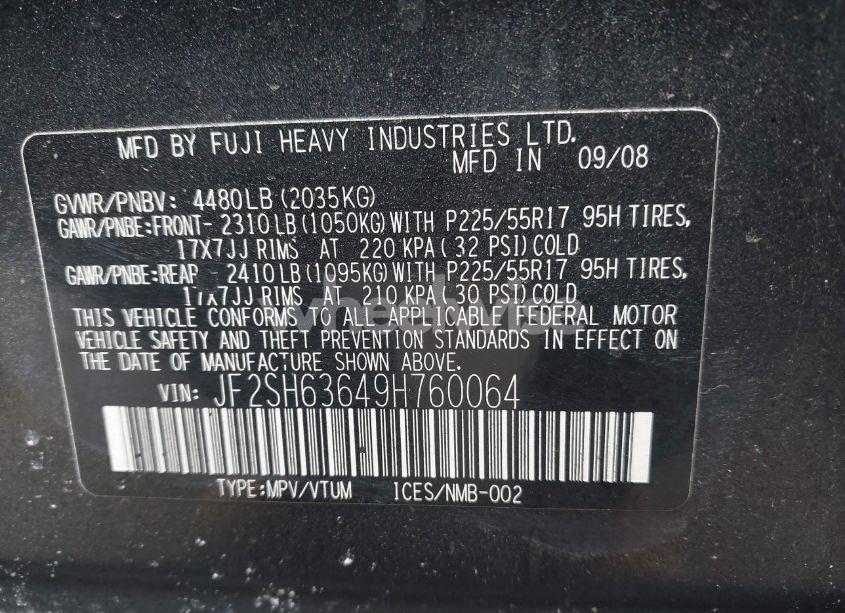 MFD BY FUJI HEAVY INDUSTRIES LTD.
MFD IN 09/08
GVWR/PNBV: 4480LB(2035KG)
GAWR/PNBE:FRONT- 2310LB(1050KG)WITH P225/55R17 95H TIRES,
17X7JJ RIMS AT 220 KPA(32 PSI)COLD
GAWR/PNBE:REAR 2410LB(1095KG)WITH P225/55R17 95H TIRES,
17x7JJ RIMS AT 210 KPA(30 PSI)COLD
THIS VEHICLE CONFORMS TO ALL APPLICABLE FEDERAL MOTOR
VEHICLE SAFETY AND THEFT PREVENTION STANDARDS IN EFFECT ON
THE DATE OF MANUFACTURE SHOWN ABOVE.
VIN: JF2SH63649H760064
TYPE:MPV/VTUM ICES/NMB-002